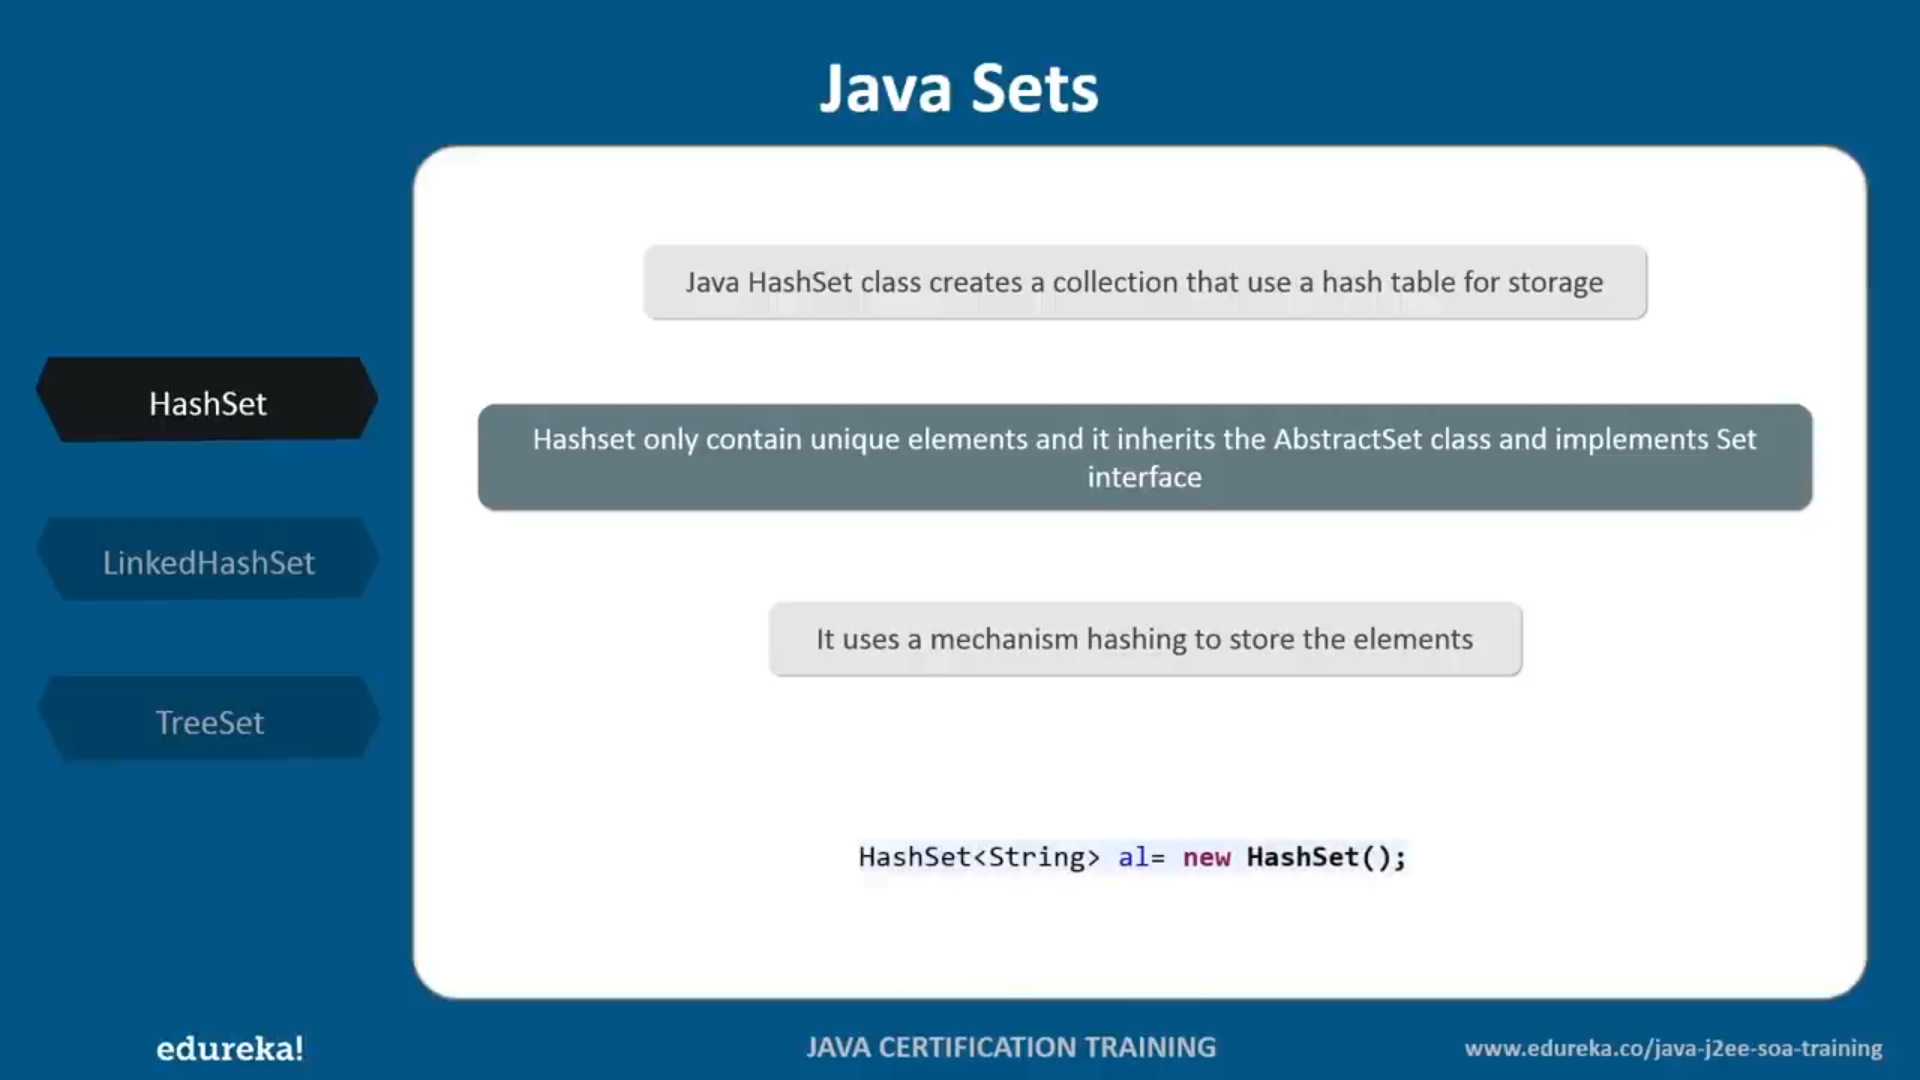 Java Sets
HashSet
LinkedHashSet
TreeSet
Java HashSet class creates a collection that use a hash table for storage
Hashset only contain unique elements and it inherits the AbstractSet class and implements Set
interface
It uses a mechanism hashing to store the elements
HashSet<String> al= new HashSet();
edureka!
JAVA CERTIFICATION TRAINING
www.edureka.co/java-j2ee-soa-training